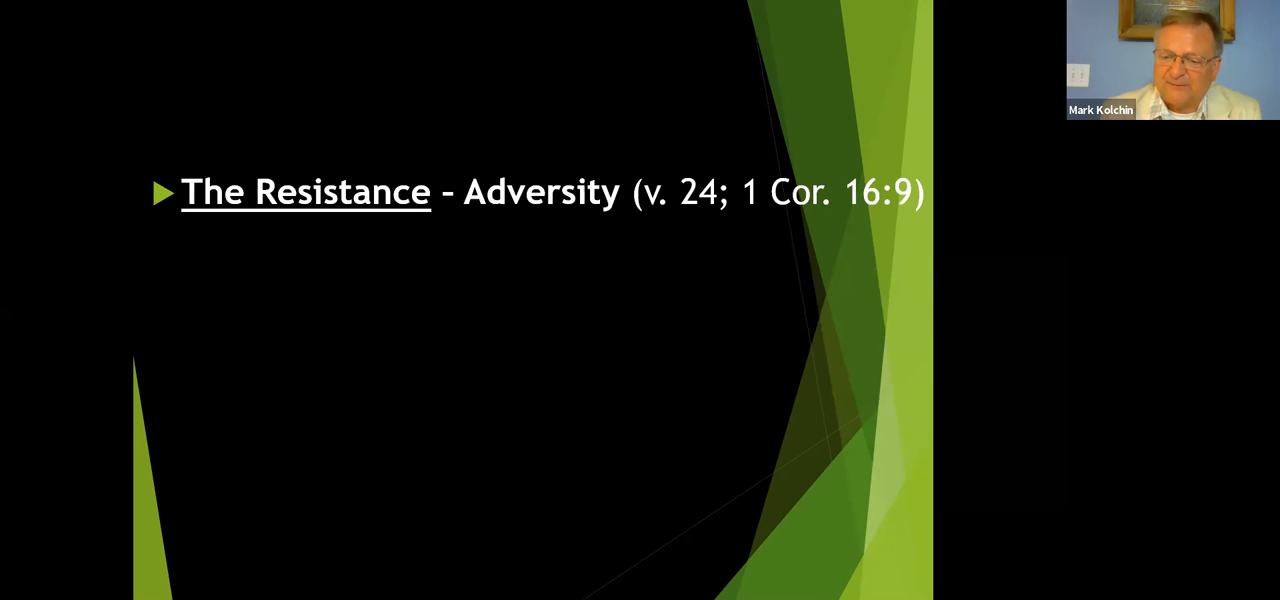 The Resistance – Adversity (v. 24; 1 Cor. 16:9)
Mark Kolchin